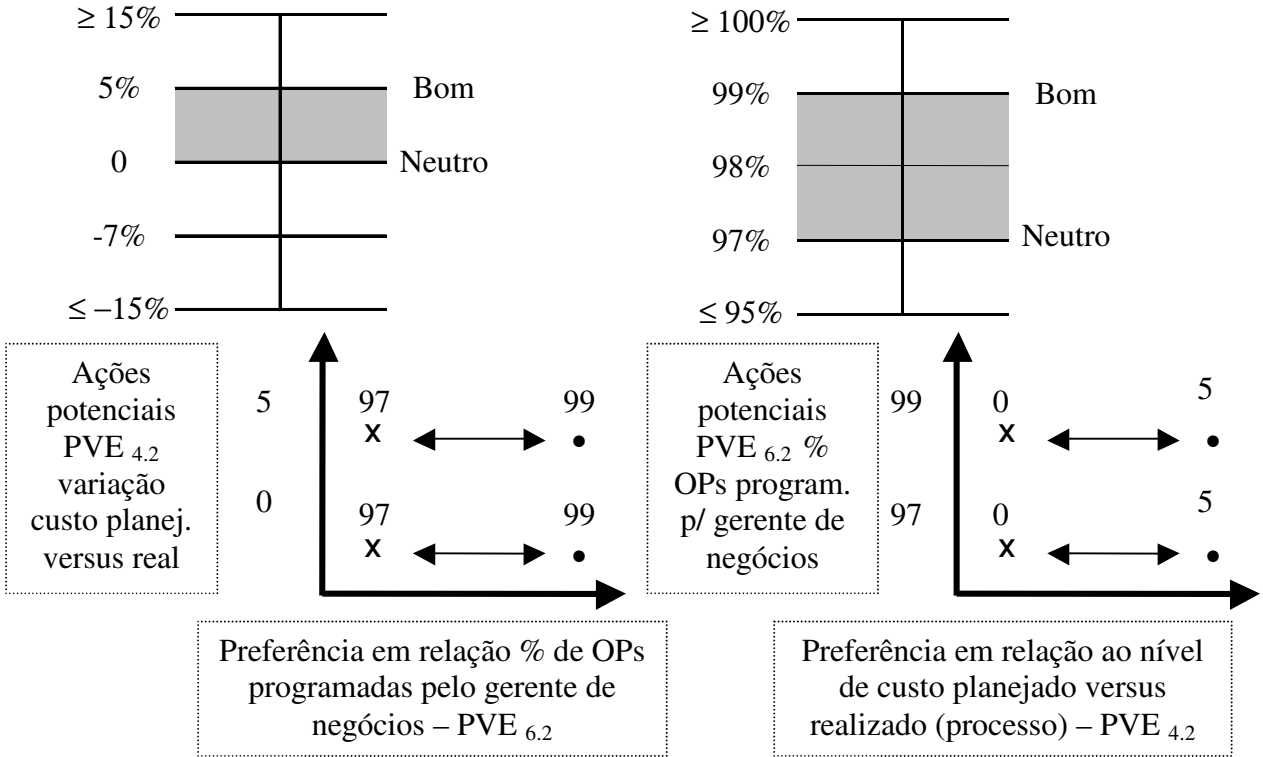 ≥ 15%
5%
Bom
0
Neutro
-7%
≤ –15%
≥ 100%
99%
Bom
98%
97%
Neutro
≤ 95%
Ações
potenciais
PVE 4.2
variação
custo planej.
versus real
5
97
99
x
•
0
97
99
x
•
Preferência em relação % de OPs
programadas pelo gerente de
negócios – PVE 6.2
Ações
potenciais
PVE 6.2 %
OPs program.
p/ gerente de
negócios
99
0
5
x
•
97
0
5
x
•
Preferência em relação ao nível
de custo planejado versus
realizado (processo) – PVE 4.2